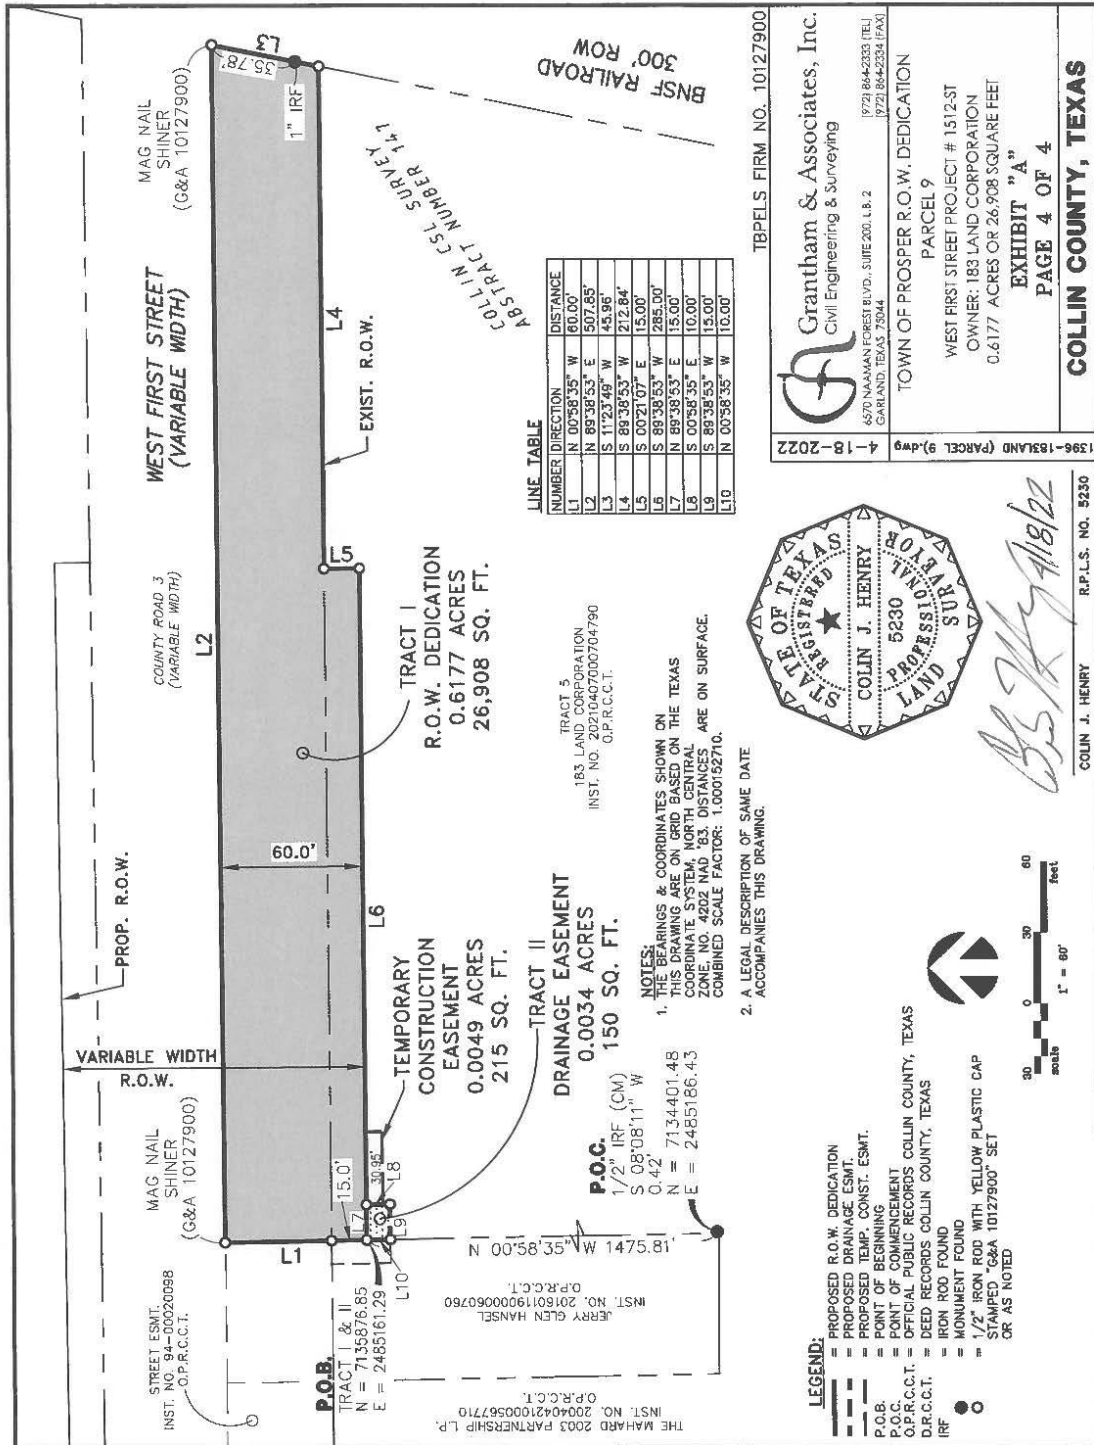 MAG NAIL
SHINER
(G&A 10127900)
35.78'
L3
1" IRF
BNSF RAILROAD
300' ROW
COLLIN CSL SURVEY
ABSTRACT NUMBER 147
WEST FIRST STREET
(VARIABLE WIDTH)
L4
EXIST. R.O.W.
L5
L2
COUNTY ROAD 3
(VARIABLE WIDTH)
TRACT I
R.O.W. DEDICATION
0.6177 ACRES
26,908 SQ. FT.
PROP. R.O.W.
60.0'
L6
VARIABLE WIDTH
R.O.W.
TRACT 5
183 LAND CORPORATION
INST. NO. 20210407000704790
O.P.R.C.C.T.
MAG NAIL
SHINER
(G&A 10127900)
TEMPORARY
CONSTRUCTION
EASEMENT
0.0049 ACRES
215 SQ. FT.
TRACT II
DRAINAGE EASEMENT
0.0034 ACRES
150 SQ. FT.
15.0'
30.95'
L1
L7
L8
L9
L10
STREET ESMT.
INST. NO. 94-00020098
O.P.R.C.C.T.
P.O.B.
TRACT I & II
N = 7135876.85
E = 2485161.29
P.O.C.
1/2" IRF (CM)
S 08°08'11" W
0.42'
N = 7134401.48
E = 2485186.43
N 00°58'35" W 1475.81'
JERRY GLEN HANSEL
INST. NO. 20160119000060760
O.P.R.C.C.T.
THE MAHARD 2003 PARTNERSHIP L.P.
INST. NO. 20040421000567710
O.P.R.C.C.T.
LINE TABLE
NUMBER DIRECTION DISTANCE
L1 N 00°58'35" W 60.00'
L2 N 89°38'53" E 507.85'
L3 S 11°23'49" W 45.96'
L4 S 89°38'53" W 212.84'
L5 S 00°21'07" E 15.00'
L6 S 89°38'53" W 285.00'
L7 N 89°38'53" E 15.00'
L8 S 00°58'35" E 10.00'
L9 S 89°38'53" W 15.00'
L10 N 00°58'35" W 10.00'
NOTES:
1. THE BEARINGS & COORDINATES SHOWN ON
THIS DRAWING ARE ON GRID BASED ON THE TEXAS
COORDINATE SYSTEM, NORTH CENTRAL
ZONE, NO. 4202 NAD '83. DISTANCES ARE ON SURFACE.
COMBINED SCALE FACTOR: 1.000152710.
2. A LEGAL DESCRIPTION OF SAME DATE
ACCOMPANIES THIS DRAWING.
LEGEND:
= PROPOSED R.O.W. DEDICATION
= PROPOSED DRAINAGE ESMT.
= PROPOSED TEMP. CONST. ESMT.
P.O.B. = POINT OF BEGINNING
P.O.C. = POINT OF COMMENCEMENT
O.P.R.C.C.T. = OFFICIAL PUBLIC RECORDS COLLIN COUNTY, TEXAS
D.R.C.C.T. = DEED RECORDS COLLIN COUNTY, TEXAS
IRF = IRON ROD FOUND
= MONUMENT FOUND
= 1/2" IRON ROD WITH YELLOW PLASTIC CAP
STAMPED "G&A 10127900" SET
OR AS NOTED
30 0 30 60
scale feet
1" = 60'
STATE OF TEXAS
REGISTERED
COLIN J. HENRY
5230
PROFESSIONAL
LAND SURVEYOR
4/18/22
COLIN J. HENRY R.P.L.S. NO. 5230
TBPELS FIRM NO. 10127900
Grantham & Associates, Inc.
Civil Engineering & Surveying
6570 NAAMAN FOREST BLVD., SUITE 200, L.B. 2 (972) 864-2333 (TEL)
GARLAND, TEXAS 75044 (972) 864-2334 (FAX)
TOWN OF PROSPER R.O.W. DEDICATION
PARCEL 9
WEST FIRST STREET PROJECT # 1512-ST
OWNER: 183 LAND CORPORATION
0.6177 ACRES OR 26,908 SQUARE FEET
EXHIBIT "A"
PAGE 4 OF 4
COLLIN COUNTY, TEXAS
4-18-2022
1396-183LAND (PARCEL 9).dwg